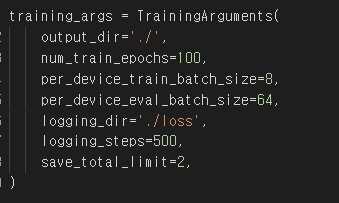 training_args = TrainingArguments(
output_dir='./',
num_train_epochs=100,
per_device_train_batch_size=8,
per_device_eval_batch_size=64,
logging_dir='./loss',
logging_steps=500,
save_total_limit=2,
)